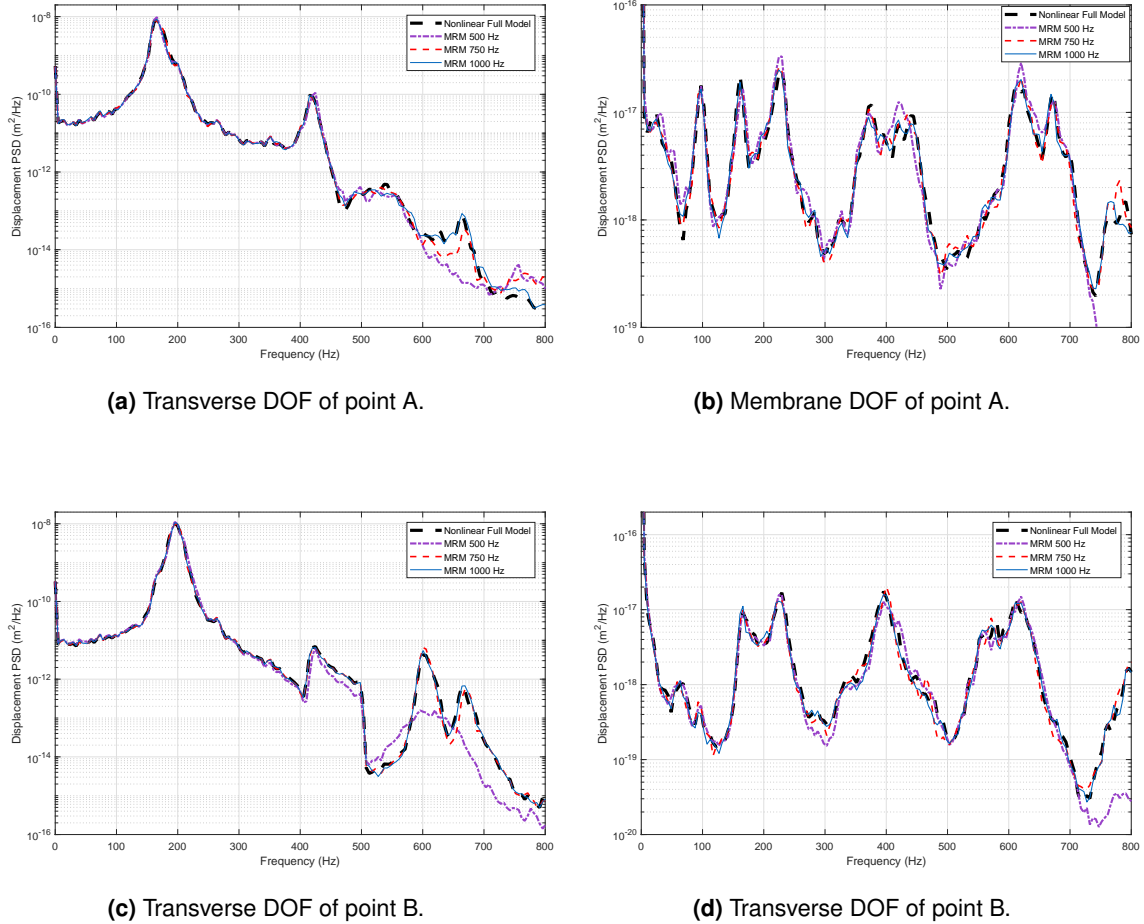 10^-8
10^-10
10^-12
10^-14
10^-16
Displacement PSD (m²/Hz)
0 100 200 300 400 500 600 700 800
Frequency (Hz)
Nonlinear Full Model
MRM 500 Hz
MRM 750 Hz
MRM 1000 Hz
(a) Transverse DOF of point A.
10^-16
10^-17
10^-18
10^-19
Displacement PSD (m²/Hz)
0 100 200 300 400 500 600 700 800
Frequency (Hz)
Nonlinear Full Model
MRM 500 Hz
MRM 750 Hz
MRM 1000 Hz
(b) Membrane DOF of point A.
10^-8
10^-10
10^-12
10^-14
10^-16
Displacement PSD (m²/Hz)
0 100 200 300 400 500 600 700 800
Frequency (Hz)
Nonlinear Full Model
MRM 500 Hz
MRM 750 Hz
MRM 1000 Hz
(c) Transverse DOF of point B.
10^-16
10^-17
10^-18
10^-19
10^-20
Displacement PSD (m²/Hz)
0 100 200 300 400 500 600 700 800
Frequency (Hz)
Nonlinear Full Model
MRM 500 Hz
MRM 750 Hz
MRM 1000 Hz
(d) Transverse DOF of point B.